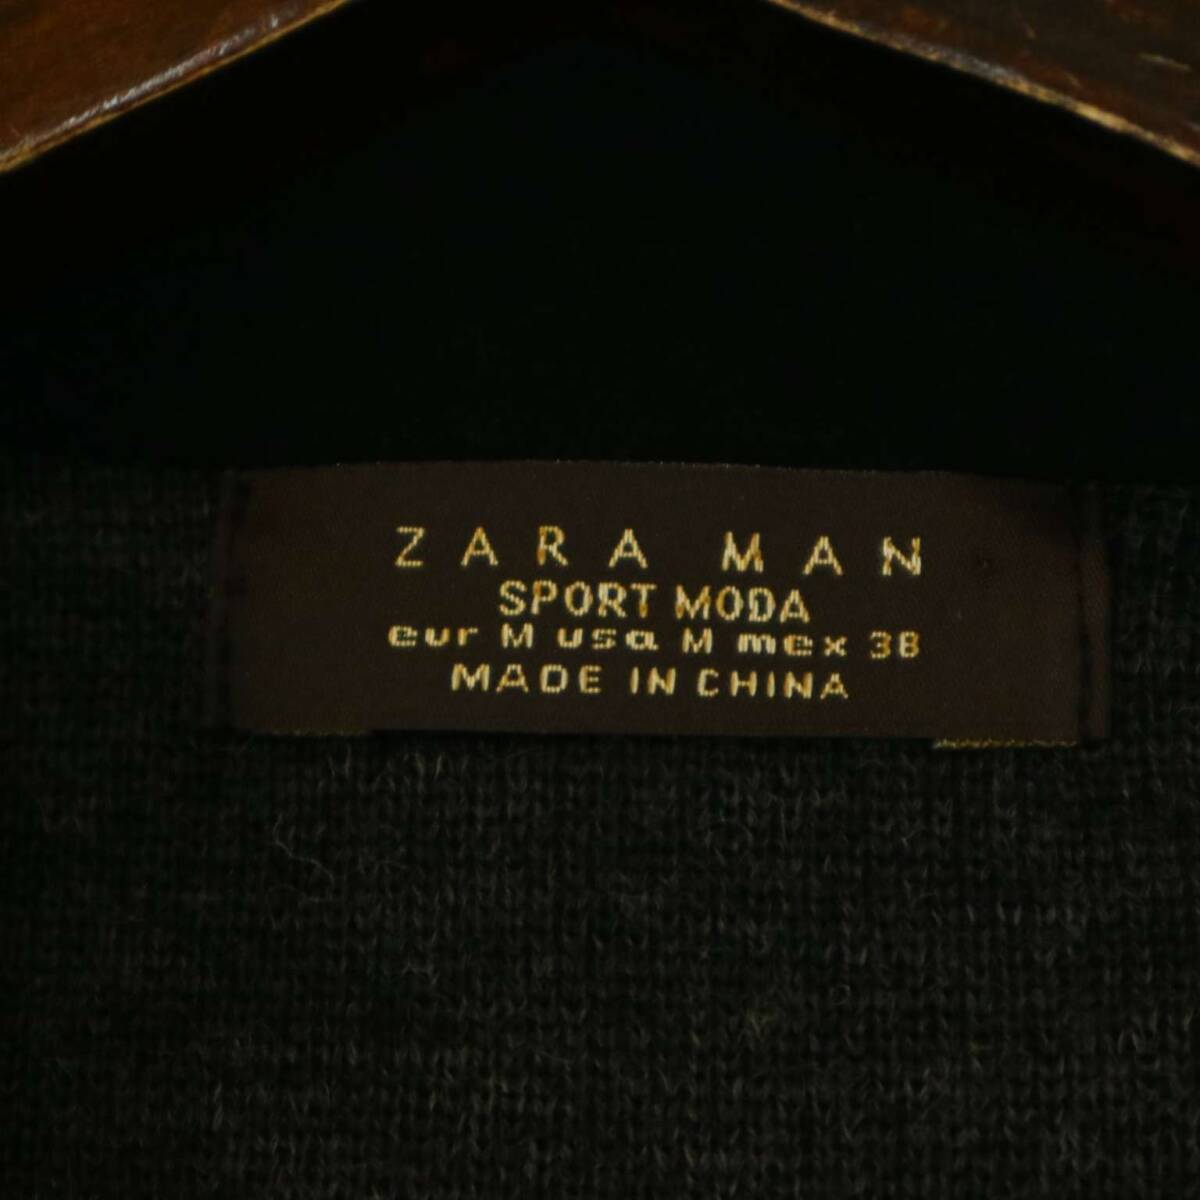 ZARA MAN
SPORT MODA
eur M usa M mex 38
MADE IN CHINA